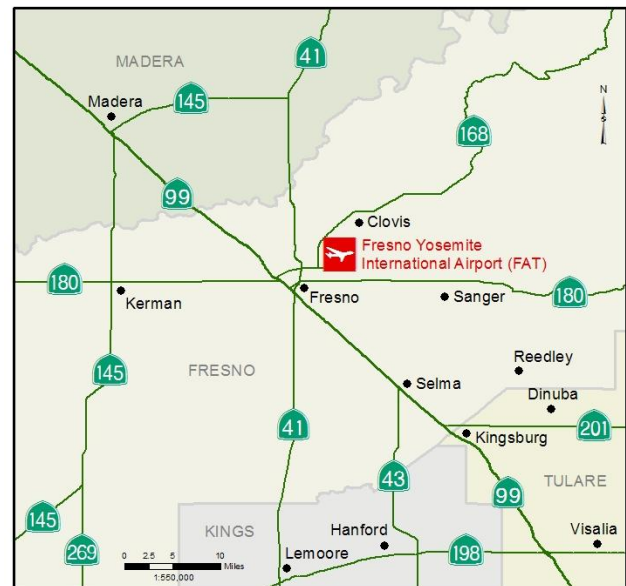 MADERA
41
145
Madera
168
N
99
Clovis
Fresno Yosemite
International Airport (FAT)
180
Kerman
Fresno
Sanger
180
Reedley
145
FRESNO
Selma
Dinuba
41
Kingsburg
201
43
99
TULARE
145
KINGS
Hanford
Visalia
269
0 2.5 5 10
Miles
1:550,000
Lemoore
198